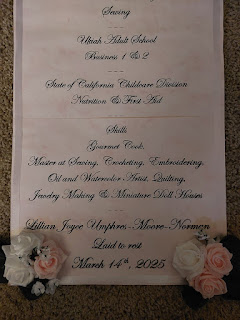 Sewing
---
Ukiah Adult School
Business 1 & 2
---
State of California Childcare Division
Nutrition & First Aid
---
Skills
Gourmet Cook,
Master at Sewing, Crocheting, Embroidering,
Oil and Watercolor Artist, Quilting,
Jewelry Making & Miniature Doll Houses
---
Lillian Joyce Umphres-Moore-Norman
Laid to rest
March 14th, 2025